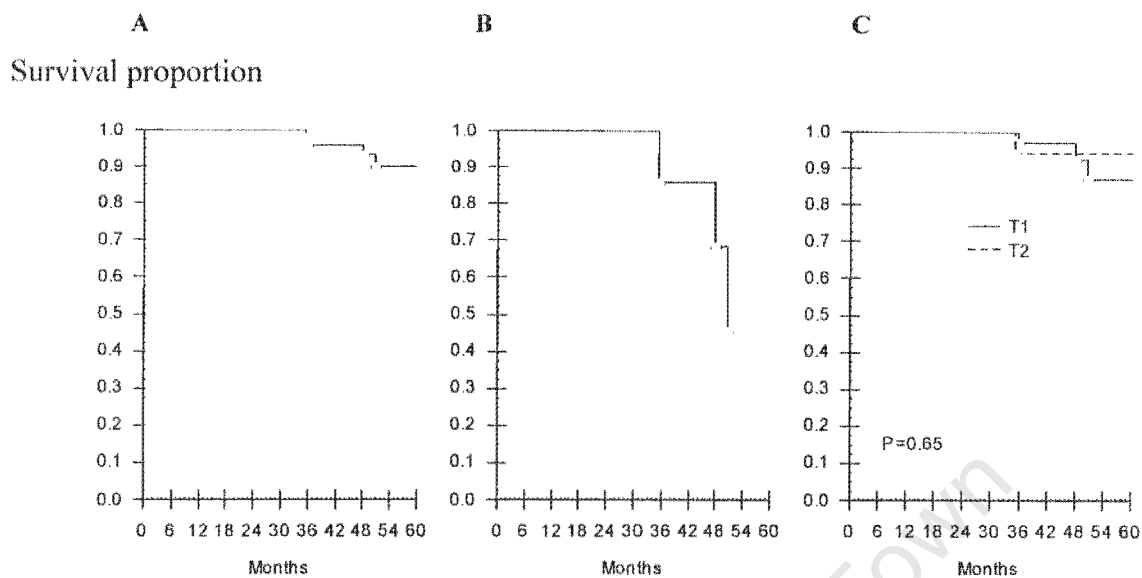 A B C
Survival proportion
1.0 1.0 1.0
0.9 0.9 0.9
0.8 0.8 0.8
0.7 0.7 0.7
0.6 0.6 0.6
0.5 0.5 0.5
0.4 0.4 0.4
0.3 0.3 0.3
0.2 0.2 0.2
0.1 0.1 0.1
0.0 0.0 0.0
T1
T2
P=0.65
0 6 12 18 24 30 36 42 48 54 60 0 6 12 18 24 30 36 42 48 54 60 0 6 12 18 24 30 36 42 48 54 60
Months Months Months
Town